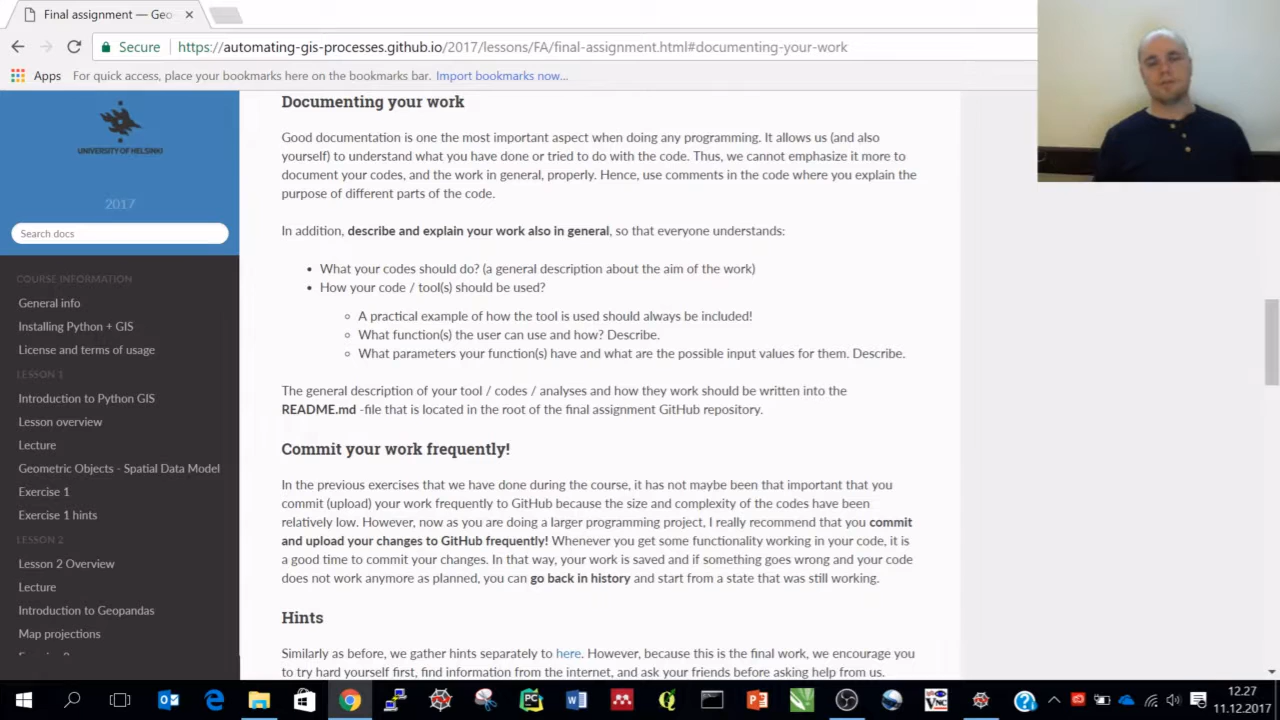 Final assignment — Geo
Secure https://automating-gis-processes.github.io/2017/lessons/FA/final-assignment.html#documenting-your-work
Apps For quick access, place your bookmarks here on the bookmarks bar. Import bookmarks now...
UNIVERSITY OF HELSINKI
2017
Search docs
COURSE INFORMATION
General info
Installing Python + GIS
License and terms of usage
LESSON 1
Introduction to Python GIS
Lesson overview
Lecture
Geometric Objects - Spatial Data Model
Exercise 1
Exercise 1 hints
LESSON 2
Lesson 2 Overview
Lecture
Introduction to Geopandas
Map projections
Documenting your work
Good documentation is one the most important aspect when doing any programming. It allows us (and also
yourself) to understand what you have done or tried to do with the code. Thus, we cannot emphasize it more to
document your codes, and the work in general, properly. Hence, use comments in the code where you explain the
purpose of different parts of the code.
In addition, describe and explain your work also in general, so that everyone understands:
• What your codes should do? (a general description about the aim of the work)
• How your code / tool(s) should be used?
◦ A practical example of how the tool is used should always be included!
◦ What function(s) the user can use and how? Describe.
◦ What parameters your function(s) have and what are the possible input values for them. Describe.
The general description of your tool / codes / analyses and how they work should be written into the
README.md -file that is located in the root of the final assignment GitHub repository.
Commit your work frequently!
In the previous exercises that we have done during the course, it has not maybe been that important that you
commit (upload) your work frequently to GitHub because the size and complexity of the codes have been
relatively low. However, now as you are doing a larger programming project, I really recommend that you commit
and upload your changes to GitHub frequently! Whenever you get some functionality working in your code, it is
a good time to commit your changes. In that way, your work is saved and if something goes wrong and your code
does not work anymore as planned, you can go back in history and start from a state that was still working.
Hints
Similarly as before, we gather hints separately to here. However, because this is the final work, we encourage you
to try hard yourself first, find information from the internet, and ask your friends before asking help from us.
12.27
11.12.2017